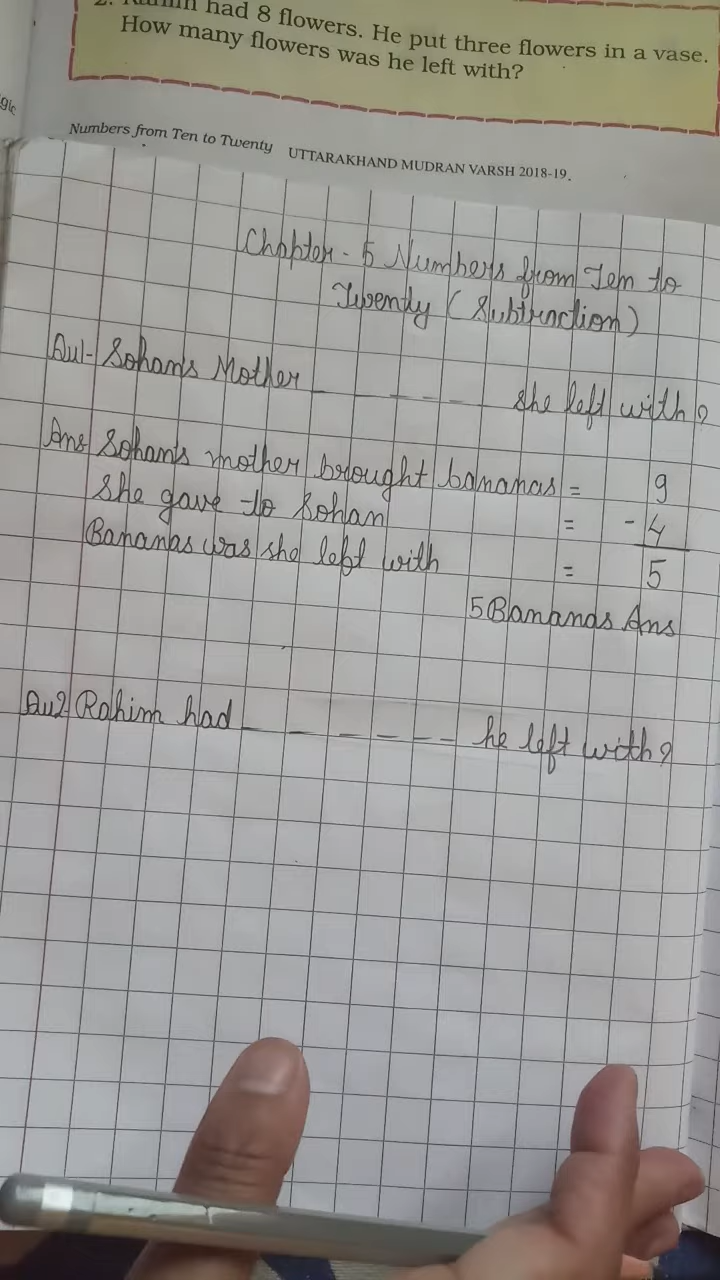 2. Rahim had 8 flowers. He put three flowers in a vase.
How many flowers was he left with?
Numbers from Ten to Twenty UTTARAKHAND MUDRAN VARSH 2018-19.
Chapter - 5 Numbers from Ten to
Twenty (Subtraction)
Qu1- Sohan's Mother _ _ _ _ _ she left with?
Ans Sohan's mother brought bananas = 9
She gave to Sohan = - 4
Bananas was she left with = 5
5 Bananas Ans
Qu2 Rahim had _ _ _ _ _ _ he left with?